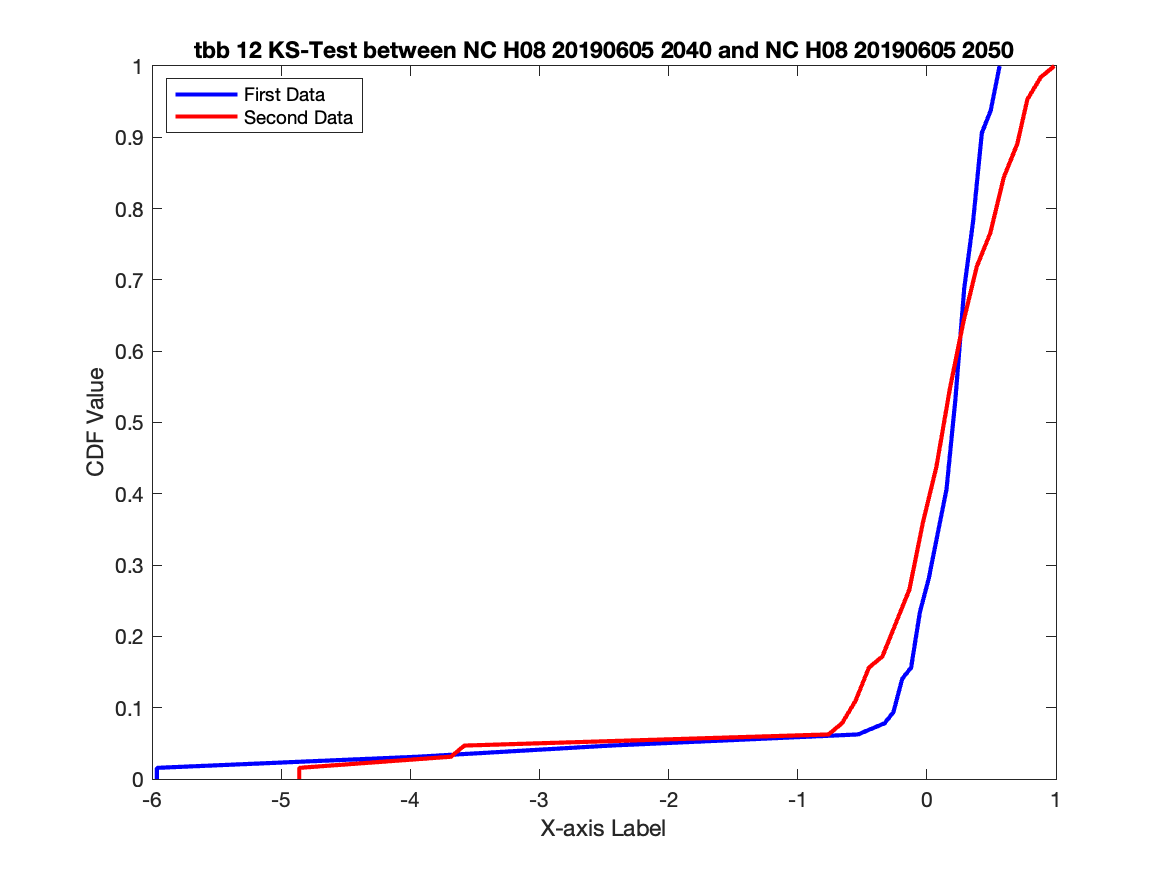 tbb 12 KS-Test between NC H08 20190605 2040 and NC H08 20190605 2050
First Data
Second Data
1
0.9
0.8
0.7
0.6
0.5
0.4
0.3
0.2
0.1
0
CDF Value
-6 -5 -4 -3 -2 -1 0 1
X-axis Label